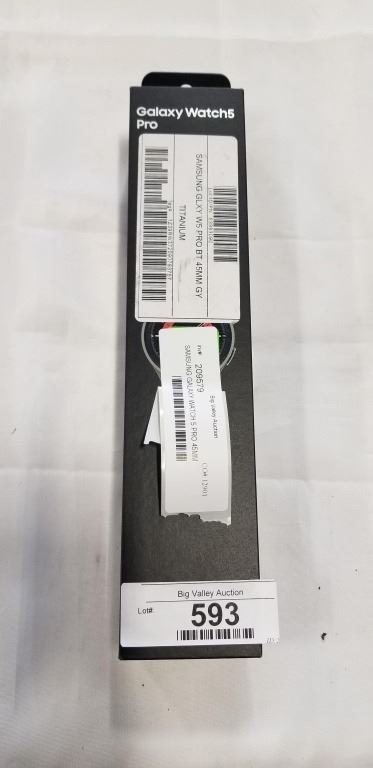 Galaxy Watch5
Pro
SAMSUNG GLXY W5 PRO BT 45MM GY
TITANIUM
Inv#: 209579
SAMSUNG GALAXY WATCH 5 PRO 45MM
Big Valley Auction
Big Valley Auction
Lot#:
593